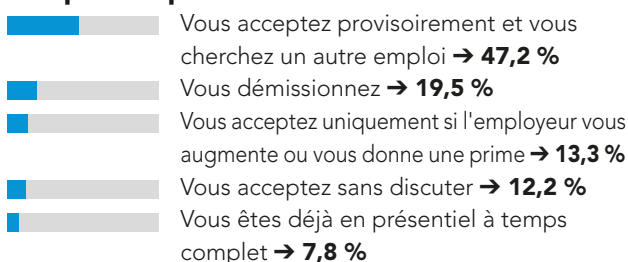 Vous acceptez provisoirement et vous
cherchez un autre emploi ➔ 47,2 %
Vous démissionnez ➔ 19,5 %
Vous acceptez uniquement si l'employeur vous
augmente ou vous donne une prime ➔ 13,3 %
Vous acceptez sans discuter ➔ 12,2 %
Vous êtes déjà en présentiel à temps
complet ➔ 7,8 %